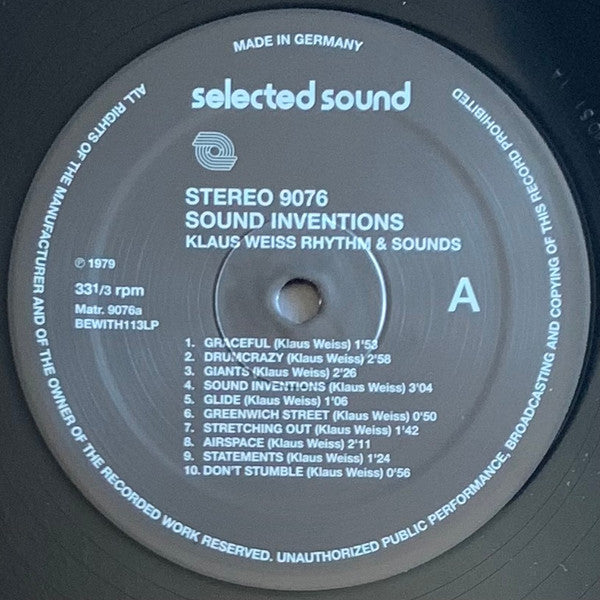 MADE IN GERMANY
selected sound
STEREO 9076
SOUND INVENTIONS
KLAUS WEISS RHYTHM & SOUNDS
℗ 1979
33 1/3 rpm
Matr. 9076a
BEWITH113LP
A
1. GRACEFUL (Klaus Weiss) 1'53
2. DRUMCRAZY (Klaus Weiss) 2'58
3. GIANTS (Klaus Weiss) 2'26
4. SOUND INVENTIONS (Klaus Weiss) 3'04
5. GLIDE (Klaus Weiss) 1'06
6. GREENWICH STREET (Klaus Weiss) 0'50
7. STRETCHING OUT (Klaus Weiss) 1'42
8. AIRSPACE (Klaus Weiss) 2'11
9. STATEMENTS (Klaus Weiss) 1'24
10. DON'T STUMBLE (Klaus Weiss) 0'56
ALL RIGHTS OF THE MANUFACTURER AND OF THE OWNER OF THE RECORDED WORK RESERVED. UNAUTHORIZED PUBLIC PERFORMANCE, BROADCASTING AND COPYING OF THIS RECORD PROHIBITED